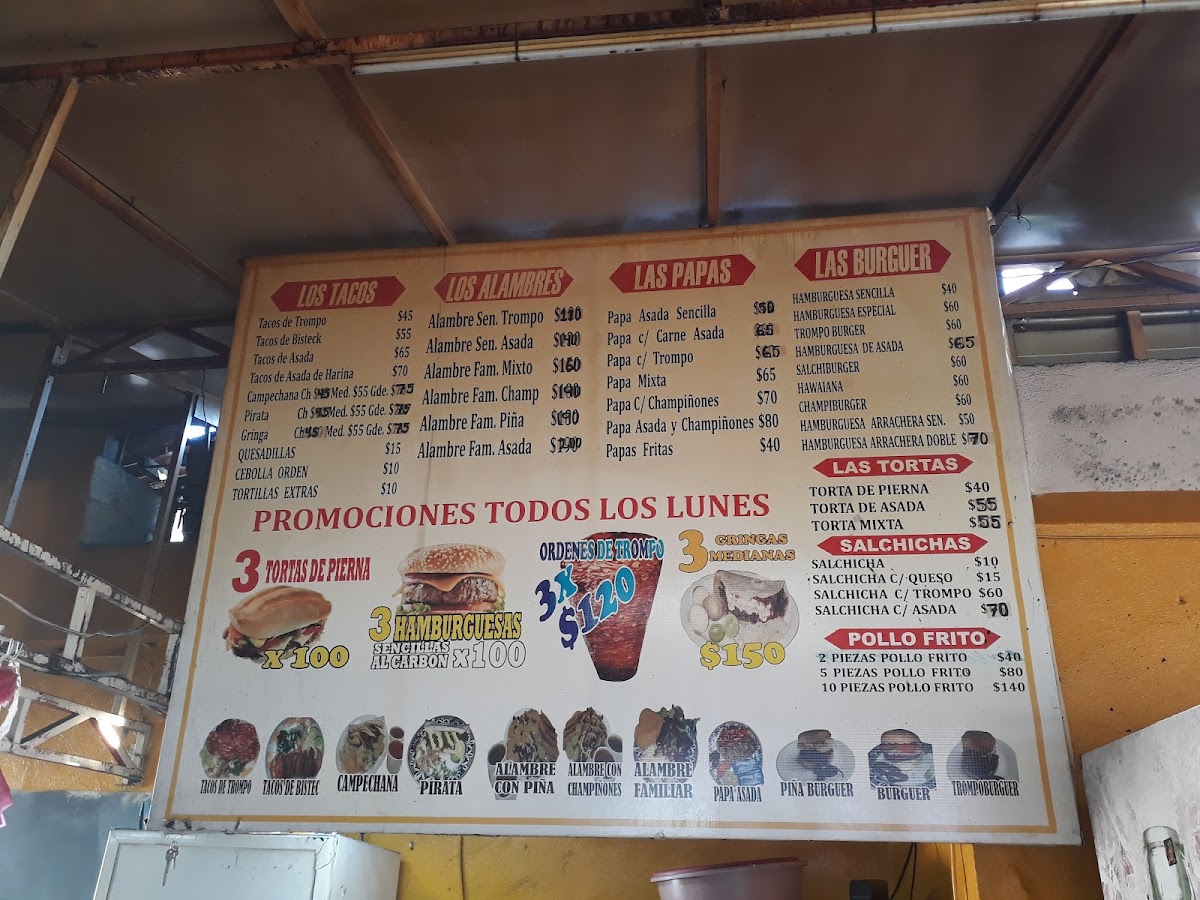 LOS TACOS
Tacos de Trompo $45
Tacos de Bisteck $55
Tacos de Asada $65
Tacos de Asada de Harina $70
Campechana Ch Med. $55 Gde. $75
Pirata Ch Med. $55 Gde.
Gringa Ch Med. $55 Gde. $75
QUESADILLAS $15
CEBOLLA ORDEN $10
TORTILLAS EXTRAS $10
LOS ALAMBRES
Alambre Sen. Trompo
Alambre Sen. Asada
Alambre Fam. Mixto
Alambre Fam. Champ
Alambre Fam. Piña
Alambre Fam. Asada
LAS PAPAS
Papa Asada Sencilla $50
Papa c/ Carne Asada
Papa c/ Trompo $65
Papa Mixta $65
Papa C/ Champiñones $70
Papa Asada y Champiñones $80
Papas Fritas $40
LAS BURGUER
HAMBURGUESA SENCILLA $40
HAMBURGUESA ESPECIAL $60
TROMPO BURGER $60
HAMBURGUESA DE ASADA $65
SALCHIBURGER $60
HAWAIANA $60
CHAMPIBURGER $60
HAMBURGUESA ARRACHERA SEN. $50
HAMBURGUESA ARRACHERA DOBLE $70
LAS TORTAS
TORTA DE PIERNA $40
TORTA DE ASADA $55
TORTA MIXTA $55
SALCHICHAS
SALCHICHA $10
SALCHICHA C/ QUESO $15
SALCHICHA C/ TROMPO $60
SALCHICHA C/ ASADA $70
POLLO FRITO
2 PIEZAS POLLO FRITO $40
5 PIEZAS POLLO FRITO $80
10 PIEZAS POLLO FRITO $140
PROMOCIONES TODOS LOS LUNES
3 TORTAS DE PIERNA
X 100
3 HAMBURGUESAS
SENCILLAS
AL CARBON X100
ORDENES DE TROMPO
3X
$120
3 GRINGAS
MEDIANAS
$150
TACOS DE TROMPO
TACOS DE BISTEC
CAMPECHANA
PIRATA
ALAMBRE
CON PIÑA
ALAMBRE CON
CHAMPIÑONES
ALAMBRE
FAMILIAR
PAPA ASADA
PIÑA BURGUER
BURGUER
TROMPOBURGUER